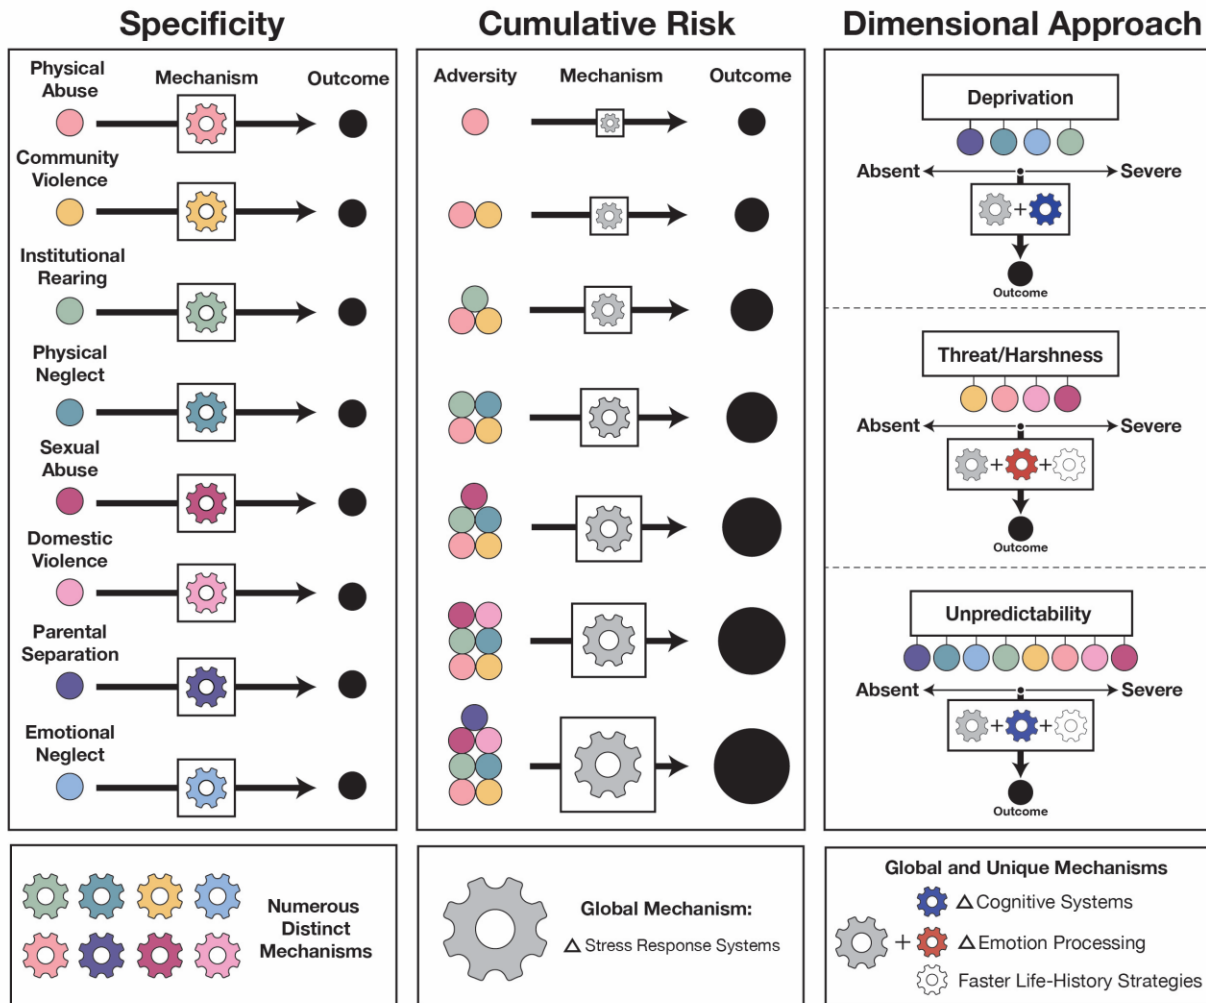 Specificity
Physical
Abuse
Mechanism
Outcome
Community
Violence
Institutional
Rearing
Physical
Neglect
Sexual
Abuse
Domestic
Violence
Parental
Separation
Emotional
Neglect
Numerous
Distinct
Mechanisms
Cumulative Risk
Adversity
Mechanism
Outcome
Global Mechanism:
△ Stress Response Systems
Dimensional Approach
Deprivation
Absent
Severe
+
Outcome
Threat/Harshness
Absent
Severe
+ +
Outcome
Unpredictability
Absent
Severe
+ +
Outcome
Global and Unique Mechanisms
△ Cognitive Systems
+ △ Emotion Processing
Faster Life-History Strategies